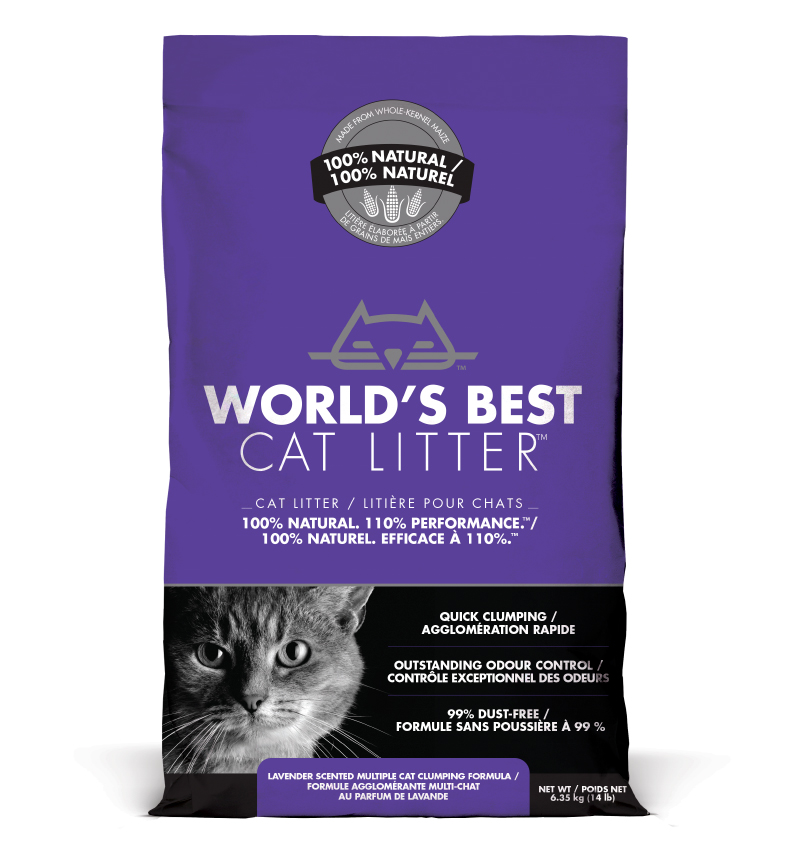 MADE FROM WHOLE-KERNEL MAIZE
100% NATURAL /
100% NATUREL
LITIÈRE ÉLABORÉE À PARTIR
DE GRAINS DE MAÏS ENTIERS
TM
WORLD'S BEST
CAT LITTER™
CAT LITTER / LITIÈRE POUR CHATS
100% NATURAL. 110% PERFORMANCE.™/
100% NATUREL. EFFICACE À 110%.™
QUICK CLUMPING /
AGGLOMÉRATION RAPIDE
OUTSTANDING ODOUR CONTROL /
CONTRÔLE EXCEPTIONNEL DES ODEURS
99% DUST-FREE /
FORMULE SANS POUSSIÈRE À 99 %
LAVENDER SCENTED MULTIPLE CAT CLUMPING FORMULA /
FORMULE AGGLOMÉRANTE MULTI-CHAT
AU PARFUM DE LAVANDE
NET WT / POIDS NET
6.35 kg (14 lb)